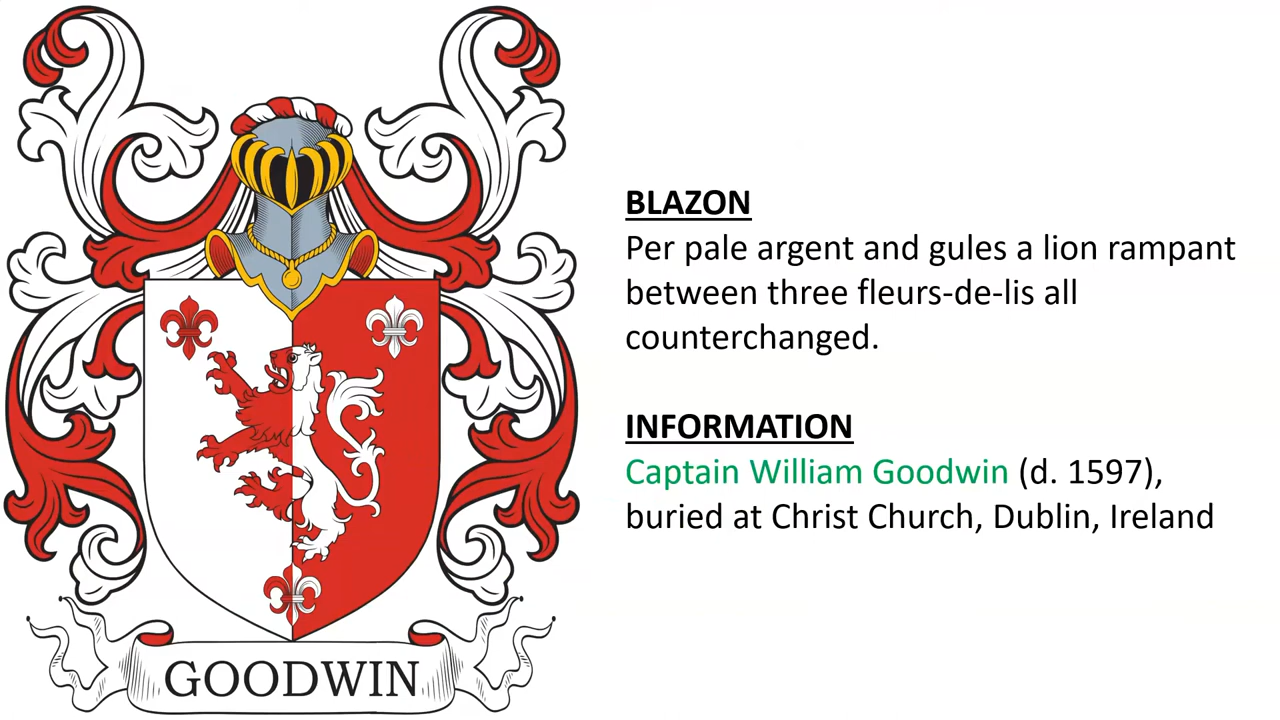 BLAZON
Per pale argent and gules a lion rampant
between three fleurs-de-lis all
counterchanged.
INFORMATION
Captain William Goodwin (d. 1597),
buried at Christ Church, Dublin, Ireland
GOODWIN